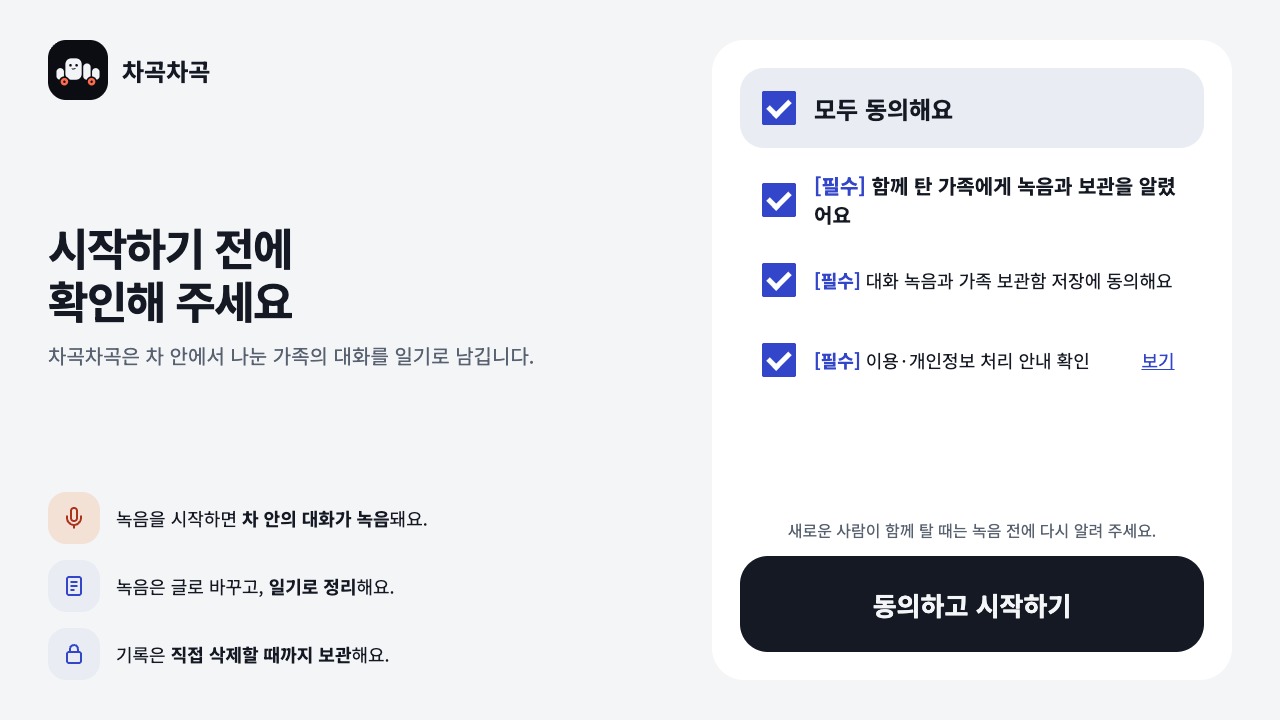 차곡차곡
시작하기 전에
확인해 주세요
차곡차곡은 차 안에서 나눈 가족의 대화를 일기로 남깁니다.
녹음을 시작하면 차 안의 대화가 녹음돼요.
녹음은 글로 바꾸고, 일기로 정리해요.
기록은 직접 삭제할 때까지 보관해요.
모두 동의해요
[필수] 함께 탄 가족에게 녹음과 보관을 알렸
어요
[필수] 대화 녹음과 가족 보관함 저장에 동의해요
[필수] 이용·개인정보 처리 안내 확인 보기
새로운 사람이 함께 탈 때는 녹음 전에 다시 알려 주세요.
동의하고 시작하기